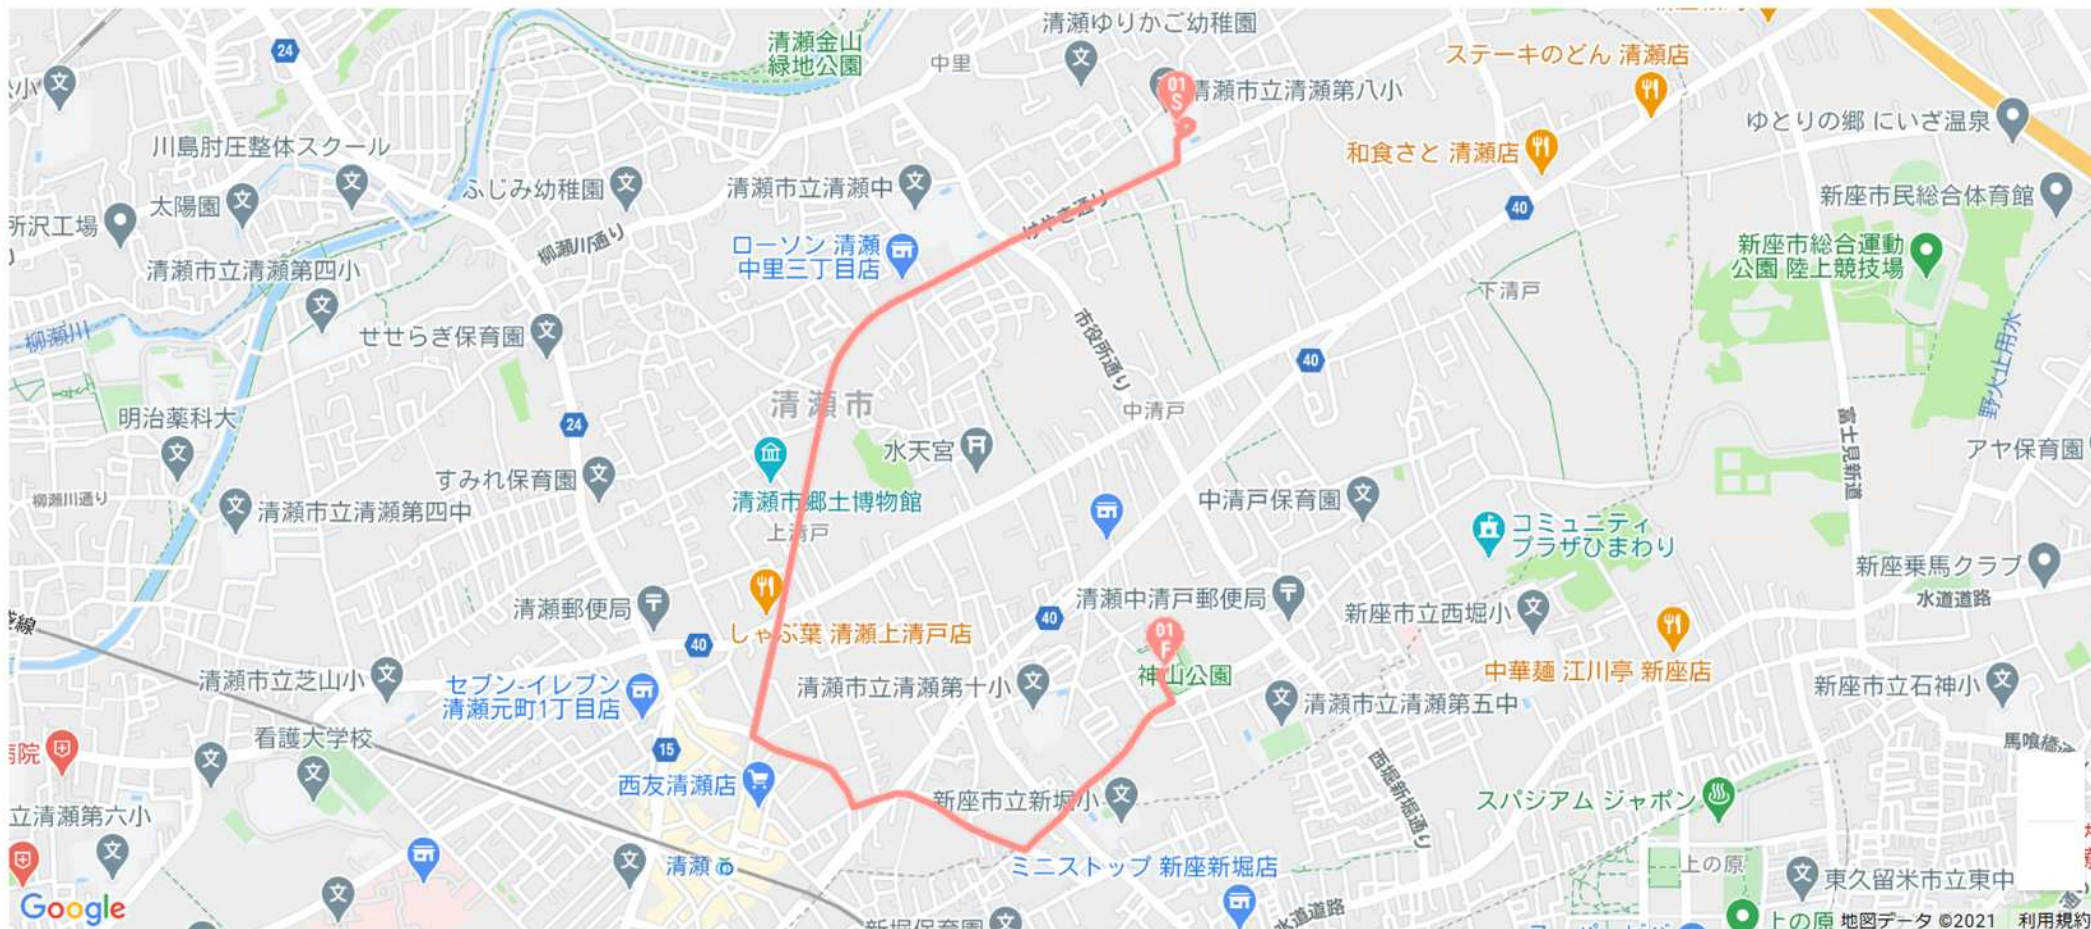 清瀬ゆりかご幼稚園
清瀬金山
緑地公園
中里
24
ステーキのどん 清瀬店
01
S
清瀬市立清瀬第八小
ゆとりの郷 にいざ温泉
川島肘圧整体スクール
和食さと 清瀬店
ふじみ幼稚園
清瀬市立清瀬中
太陽園
所沢工場
新座市民総合体育館
40
けやき通り
柳瀬川通り
ローソン 清瀬
中里三丁目店
新座市総合運動
公園 陸上競技場
清瀬市立清瀬第四小
下清戸
柳瀬川
せせらぎ保育園
市役所通り
野火止用水
40
清瀬市
中清戸
明治薬科大
24
水天宮
富士見新道
アヤ保育園
すみれ保育園
柳瀬川通り
清瀬市立清瀬第四中
清瀬市郷土博物館
上清戸
中清戸保育園
コミュニティ
プラザひまわり
新座乗馬クラブ
水道道路
清瀬郵便局
清瀬中清戸郵便局
新座市立西堀小
40
しゃぶ葉 清瀬上清戸店
40
01
F
神山公園
中華麺 江川亭 新座店
清瀬市立芝山小
セブン-イレブン
清瀬元町1丁目店
清瀬市立清瀬第十小
清瀬市立清瀬第五中
新座市立石神小
看護大学校
15
西堀新堀通り
西友清瀬店
新座市立新堀小
スパジアム ジャポン
立清瀬第六小
清瀬
ミニストップ 新座新堀店
上の原
東久留米市立東中
Google
新堀保育園
水道道路
上の原
地図データ ©2021
利用規約